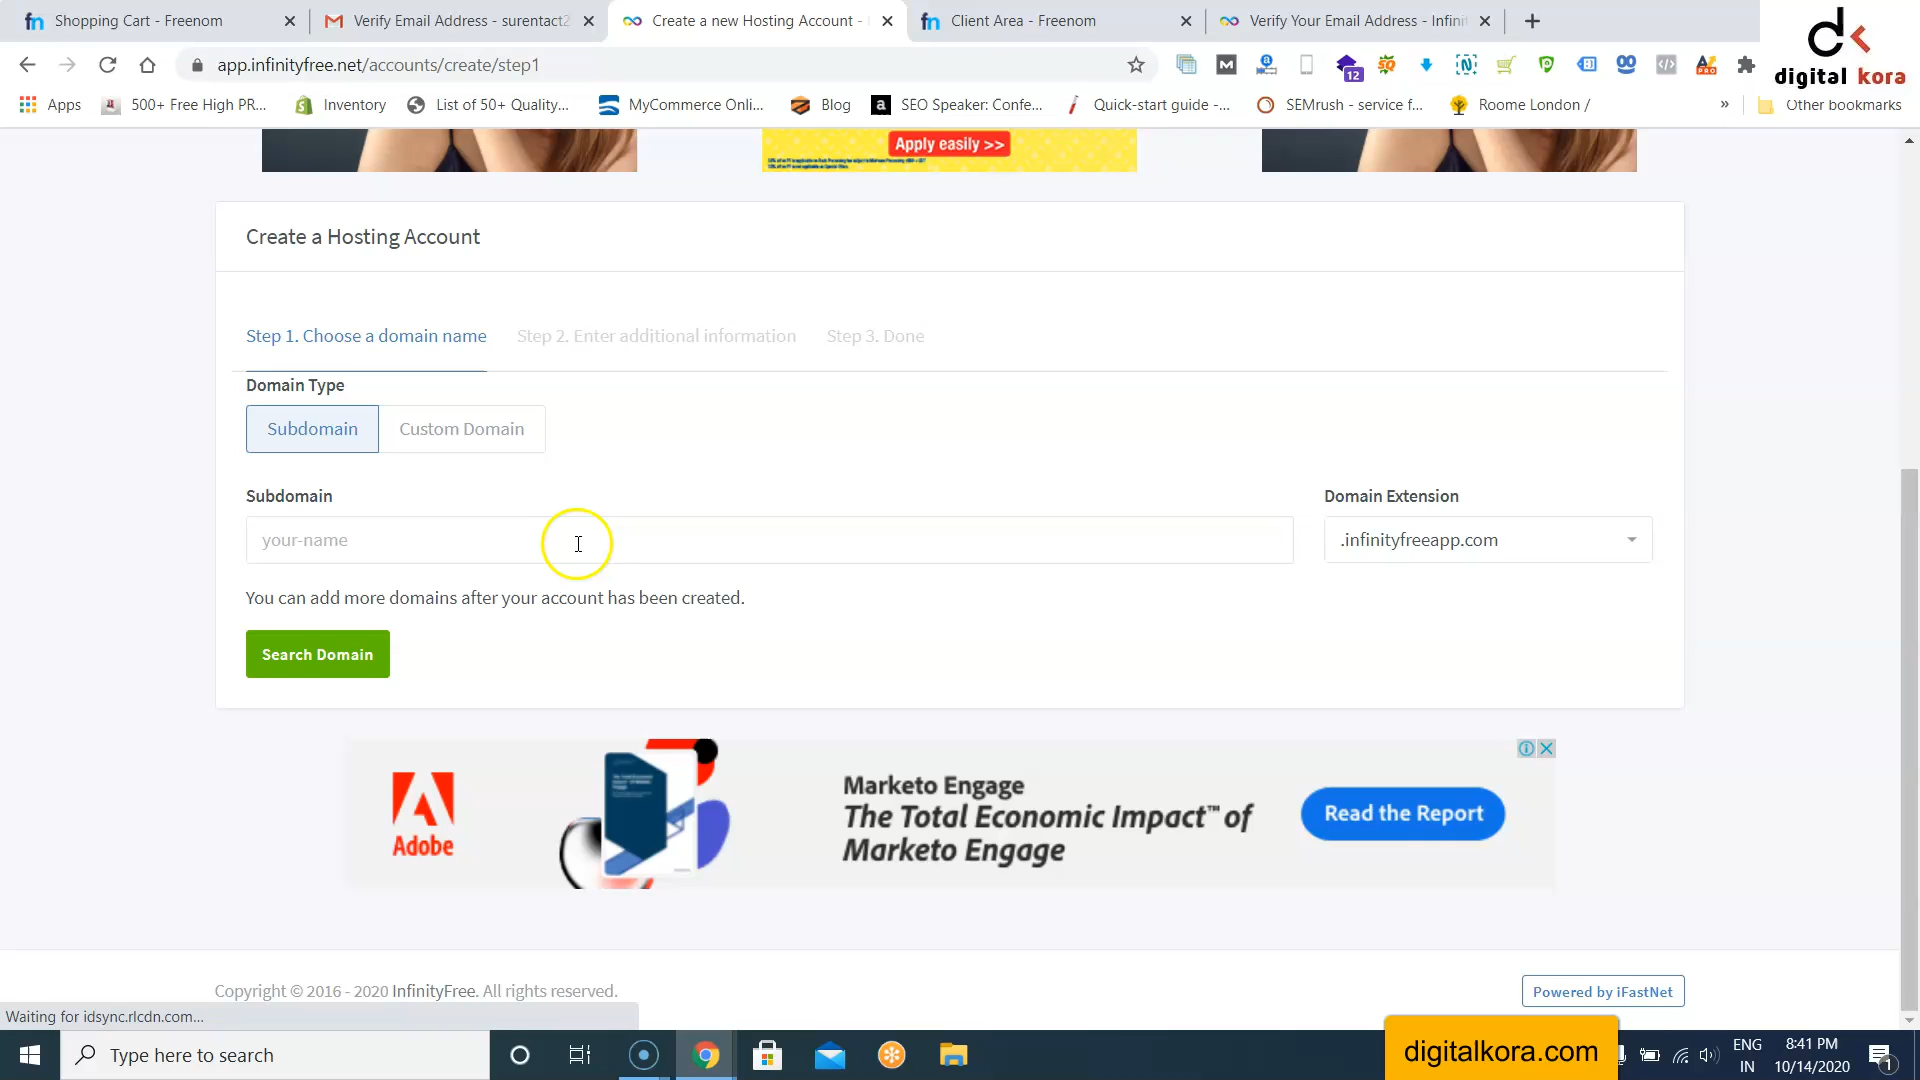 Shopping Cart - Freenom
Verify Email Address - surentact2
Create a new Hosting Account -
Client Area - Freenom
Verify Your Email Address - Infinit
app.infinityfree.net/accounts/create/step1
12
digital kora
Apps
500+ Free High PR...
Inventory
List of 50+ Quality...
MyCommerce Onli...
Blog
SEO Speaker: Confe...
Quick-start guide -...
SEMrush - service f...
Roome London /
»
Other bookmarks
Apply easily >>
Create a Hosting Account
Step 1. Choose a domain name
Step 2. Enter additional information
Step 3. Done
Domain Type
Subdomain
Custom Domain
Subdomain
Domain Extension
your-name
.infinityfreeapp.com
You can add more domains after your account has been created.
Search Domain
Adobe
Marketo Engage
The Total Economic Impact™ of
Marketo Engage
Read the Report
Copyright © 2016 - 2020 InfinityFree. All rights reserved.
Powered by iFastNet
Waiting for idsync.rlcdn.com...
Type here to search
digitalkora.com
ENG
IN
8:41 PM
10/14/2020
1